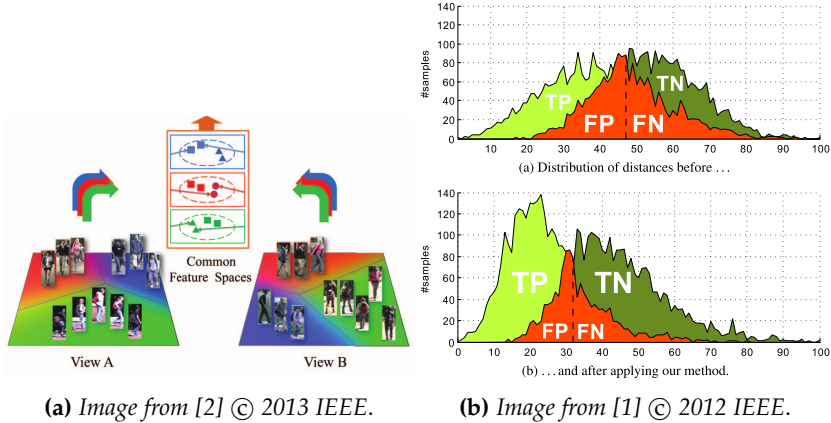 Common
Feature Spaces
View A
View B
(a) Image from [2] © 2013 IEEE.
140
120
100
80
60
40
20
0
#samples
TP
TN
FP
FN
10 20 30 40 50 60 70 80 90 100
(a) Distribution of distances before ...
140
120
100
80
60
40
20
0
#samples
TP
TN
FP
FN
0 10 20 30 40 50 60 70 80 90 100
(b) ...and after applying our method.
(b) Image from [1] © 2012 IEEE.